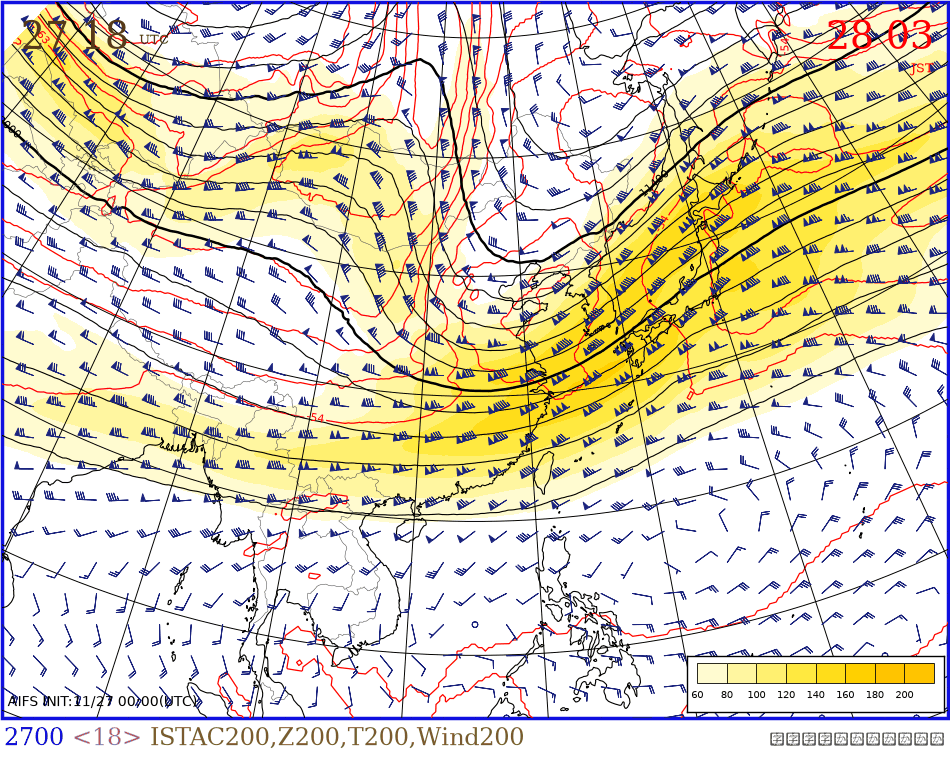 27 18 UTC
28 03
JST
AIFS INIT:11/27 00:00(UTC)
60 80 100 120 140 160 180 200
2700 <18> ISTAC200,Z200,T200,Wind200